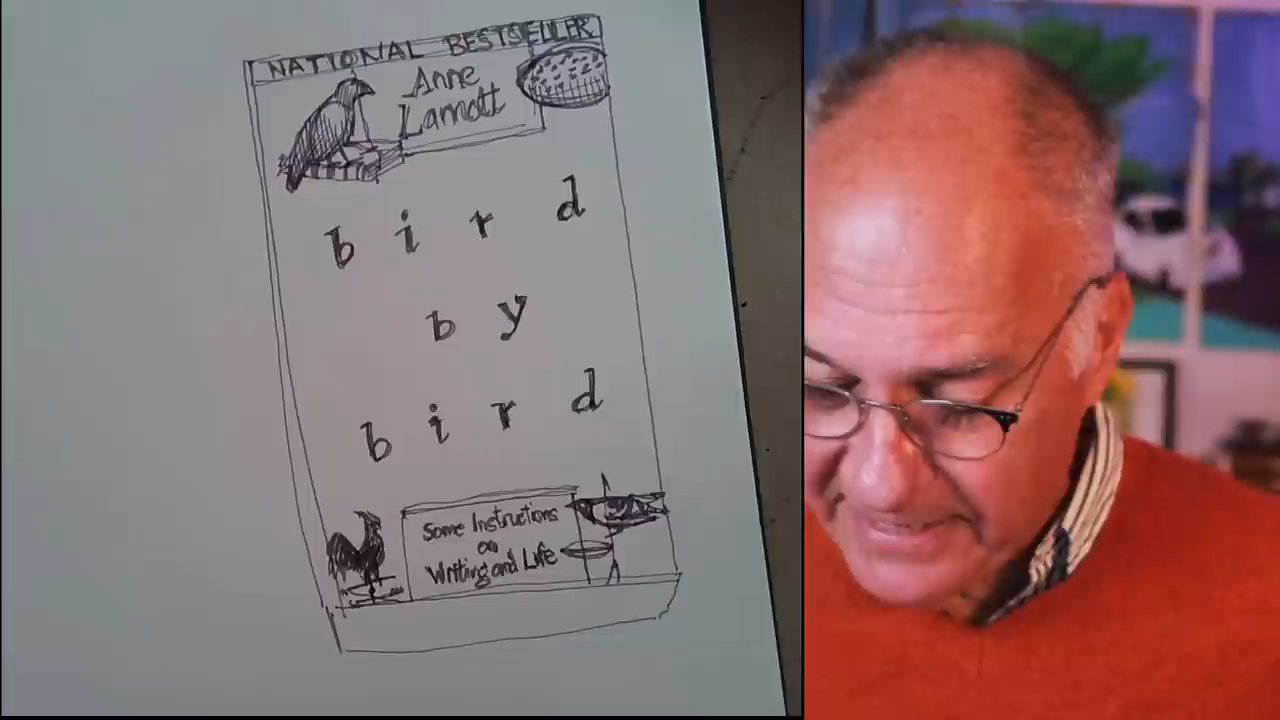 NATIONAL BESTSELLER
Anne
Lamott
b i r d
b y
b i r d
Some Instructions
on
Writing and Life